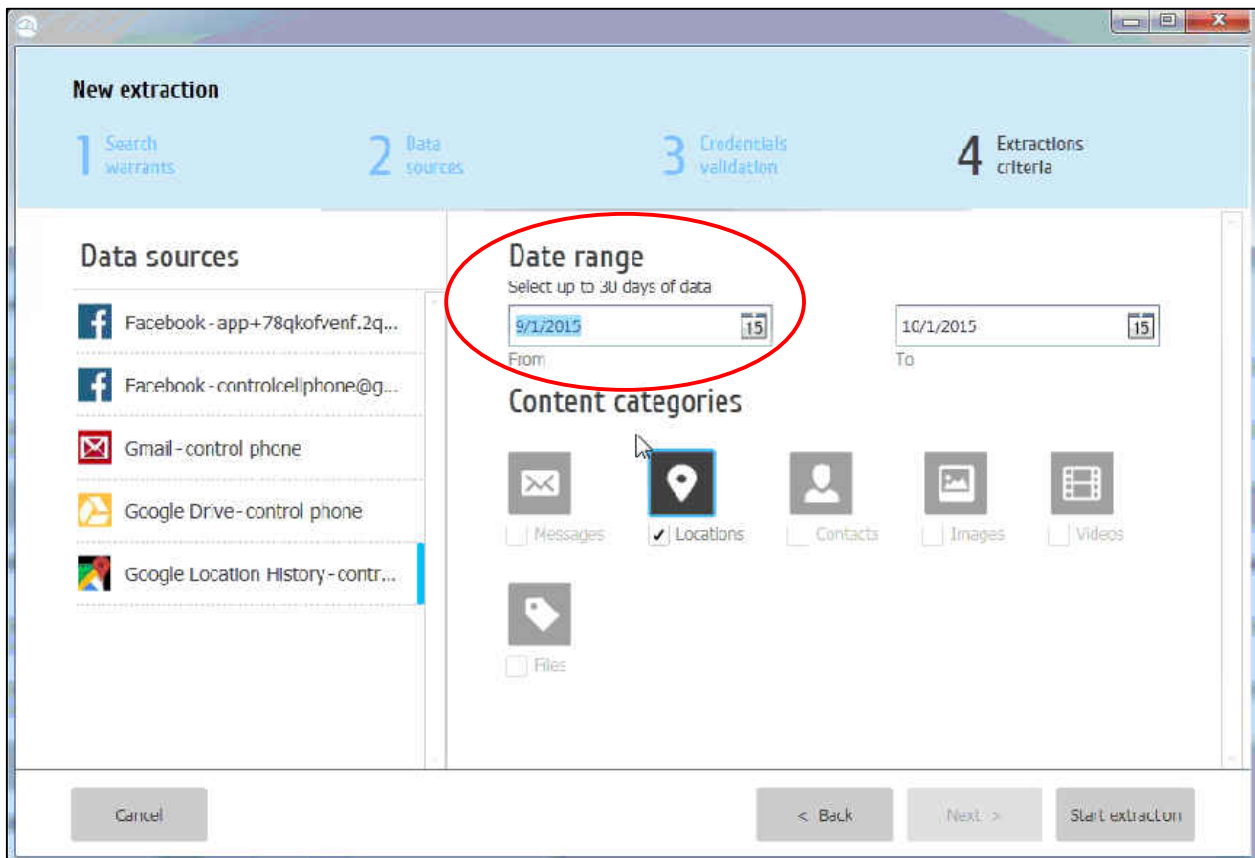 New extraction
1 Search warrants
2 Data sources
3 Credentials validation
4 Extractions criteria
Data sources
Facebook - app+78qkofvenf.2q...
Facebook - controlcellphone@g...
Gmail - control phone
Google Drive - control phone
Google Location History - contr...
Date range
Select up to 30 days of data
9/1/2015 15
From
10/1/2015 15
To
Content categories
Messages
Locations
Contacts
Images
Videos
Files
Cancel
< Back
Next >
Start extraction